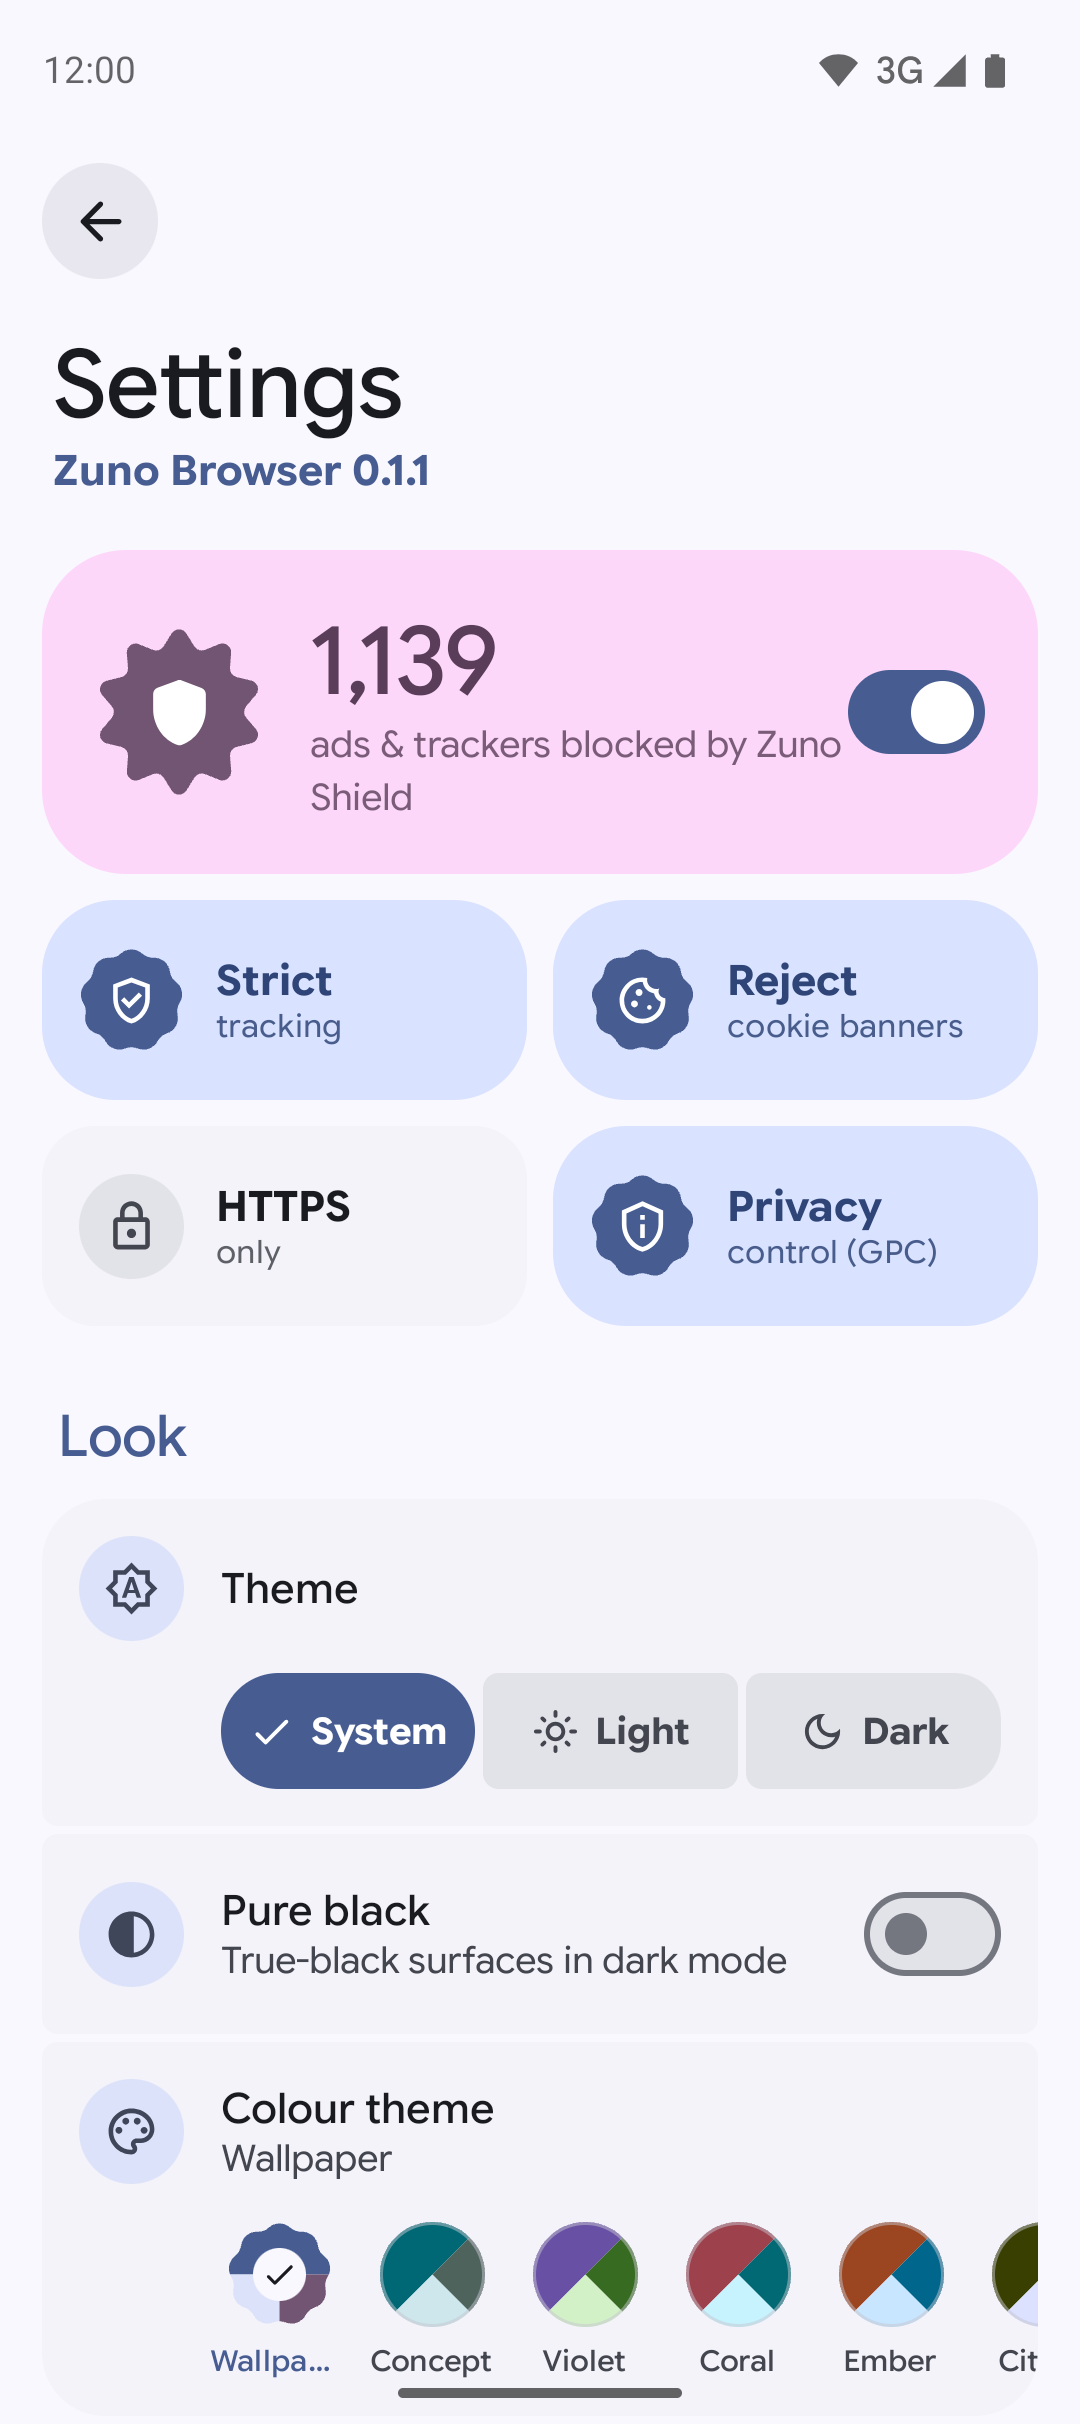 12:00
3G
Settings
Zuno Browser 0.1.1
1,139
ads & trackers blocked by Zuno
Shield
Strict
tracking
Reject
cookie banners
HTTPS
only
Privacy
control (GPC)
Look
Theme
System
Light
Dark
Pure black
True-black surfaces in dark mode
Colour theme
Wallpaper
Wallpa...
Concept
Violet
Coral
Ember
Cit